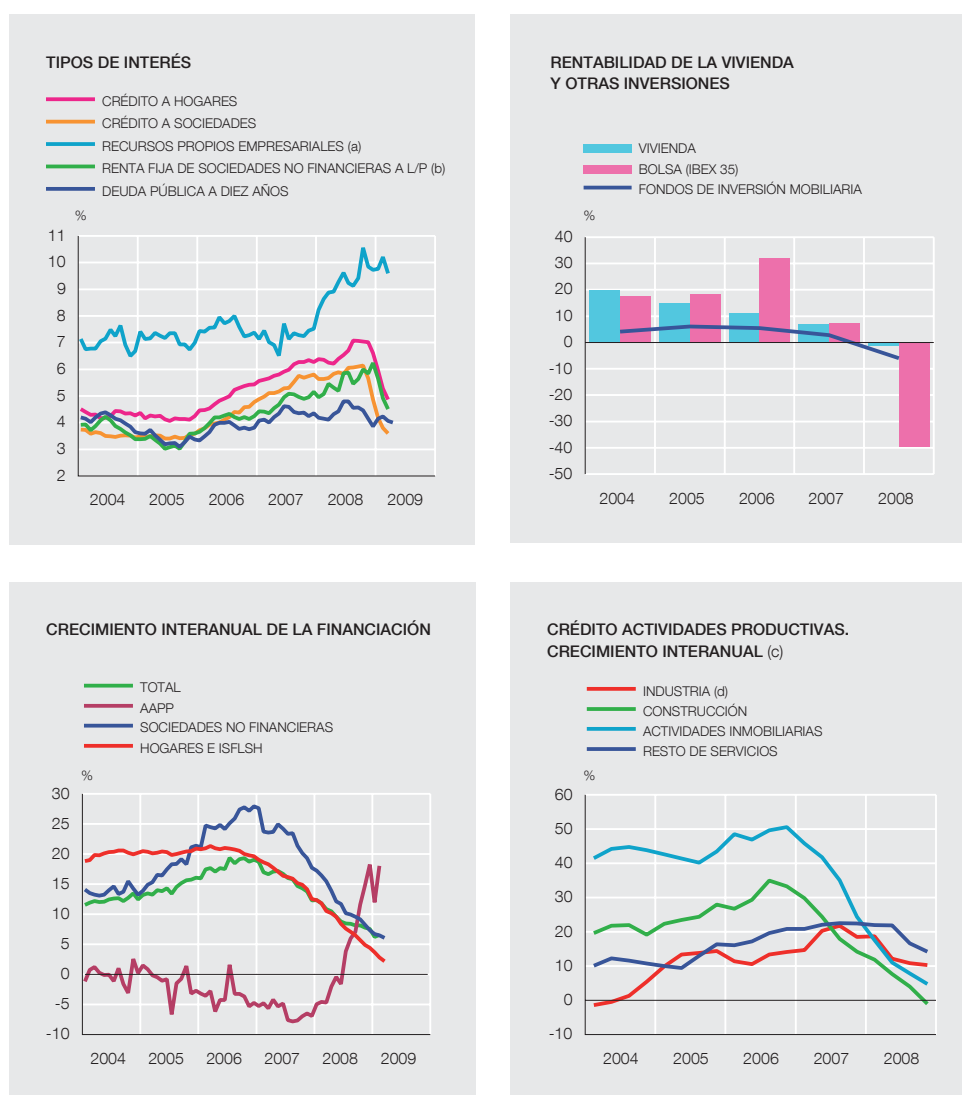 TIPOS DE INTERÉS
CRÉDITO A HOGARES
CRÉDITO A SOCIEDADES
RECURSOS PROPIOS EMPRESARIALES (a)
RENTA FIJA DE SOCIEDADES NO FINANCIERAS A L/P (b)
DEUDA PÚBLICA A DIEZ AÑOS
%
11
10
9
8
7
6
5
4
3
2
2004 2005 2006 2007 2008 2009
RENTABILIDAD DE LA VIVIENDA
Y OTRAS INVERSIONES
VIVIENDA
BOLSA (IBEX 35)
FONDOS DE INVERSIÓN MOBILIARIA
%
40
30
20
10
0
-10
-20
-30
-40
-50
2004 2005 2006 2007 2008
CRECIMIENTO INTERANUAL DE LA FINANCIACIÓN
TOTAL
AAPP
SOCIEDADES NO FINANCIERAS
HOGARES E ISFLSH
%
30
25
20
15
10
5
0
-5
-10
2004 2005 2006 2007 2008 2009
CRÉDITO ACTIVIDADES PRODUCTIVAS.
CRECIMIENTO INTERANUAL (c)
INDUSTRIA (d)
CONSTRUCCIÓN
ACTIVIDADES INMOBILIARIAS
RESTO DE SERVICIOS
%
60
50
40
30
20
10
0
-10
2004 2005 2006 2007 2008